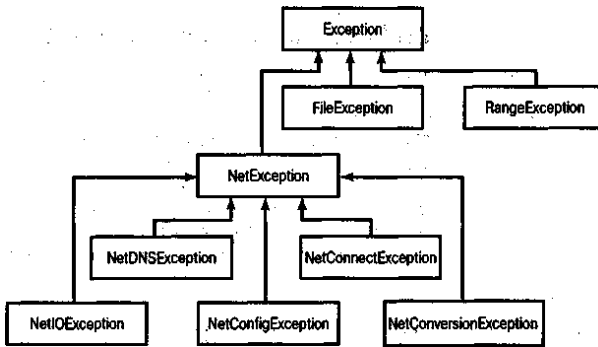 Exception
FileException
RangeException
NetException
NetDNSException
NetConnectException
NetIOException
NetConfigException
NetConversionException